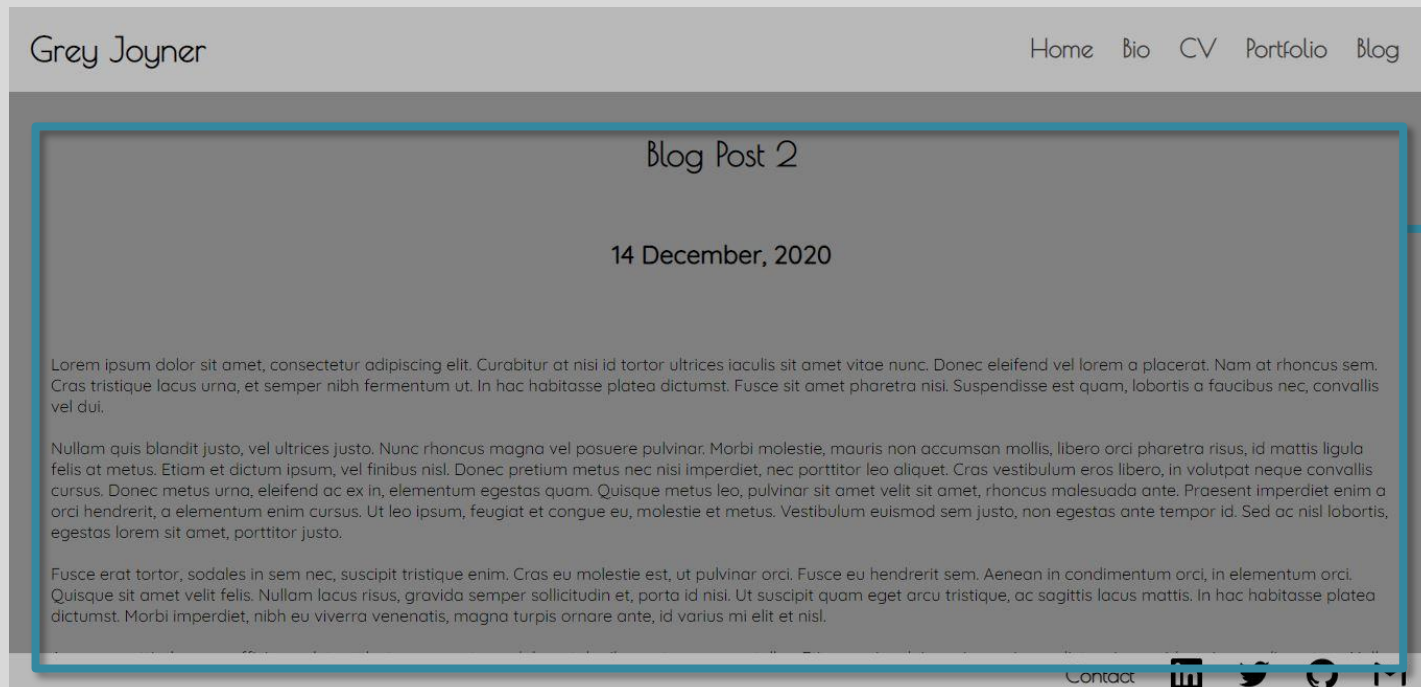 Grey Joyner
Home Bio CV Portfolio Blog
Blog Post 2
14 December, 2020
Lorem ipsum dolor sit amet, consectetur adipiscing elit. Curabitur at nisi id tortor ultrices iaculis sit amet vitae nunc. Donec eleifend vel lorem a placerat. Nam at rhoncus sem.
Cras tristique lacus urna, et semper nibh fermentum ut. In hac habitasse platea dictumst. Fusce sit amet pharetra nisi. Suspendisse est quam, lobortis a faucibus nec, convallis
vel dui.
Nullam quis blandit justo, vel ultrices justo. Nunc rhoncus magna vel posuere pulvinar. Morbi molestie, mauris non accumsan mollis, libero orci pharetra risus, id mattis ligula
felis at metus. Etiam et dictum ipsum, vel finibus nisl. Donec pretium metus nec nisi imperdiet, nec porttitor leo aliquet. Cras vestibulum eros libero, in volutpat neque convallis
cursus. Donec metus urna, eleifend ac ex in, elementum egestas quam. Quisque metus leo, pulvinar sit amet velit sit amet, rhoncus malesuada ante. Praesent imperdiet enim a
orci hendrerit, a elementum enim cursus. Ut leo ipsum, feugiat et congue eu, molestie et metus. Vestibulum euismod sem justo, non egestas ante tempor id. Sed ac nisl lobortis,
egestas lorem sit amet, porttitor justo.
Fusce erat tortor, sodales in sem nec, suscipit tristique enim. Cras eu molestie est, ut pulvinar orci. Fusce eu hendrerit sem. Aenean in condimentum orci, in elementum orci.
Quisque sit amet velit felis. Nullam lacus risus, gravida semper sollicitudin et, porta id nisi. Ut suscipit quam eget arcu tristique, ac sagittis lacus mattis. In hac habitasse platea
dictumst. Morbi imperdiet, nibh eu viverra venenatis, magna turpis ornare ante, id varius mi elit et nisl.
Contact in